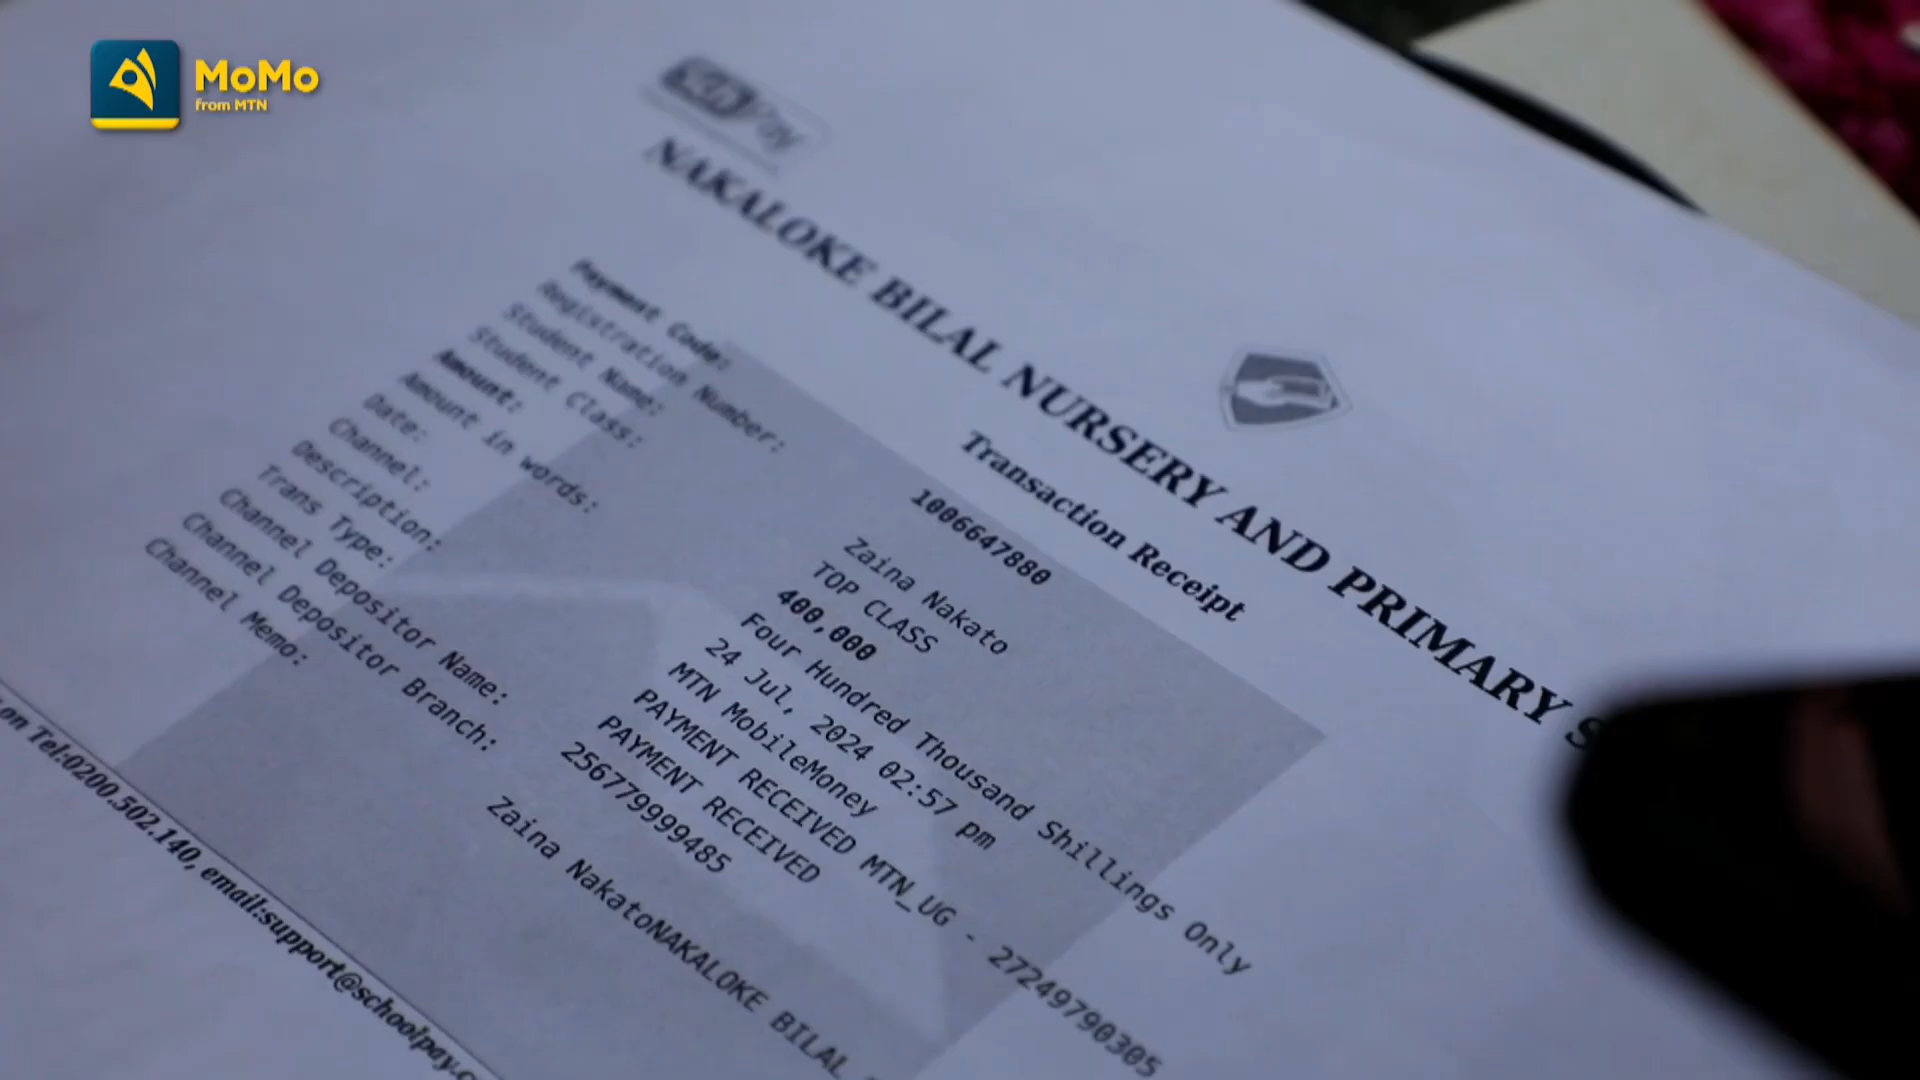 MoMo
from MTN
Pay
NAKALOKE BILAL NURSERY AND PRIMARY S
Transaction Receipt
Payment Code: 1006647880
Registration Number:
Student Name: Zaina Nakato
Student Class: TOP CLASS
Amount: 400,000
Amount in words: Four Hundred Thousand Shillings Only
Date: 24 Jul, 2024 02:57 pm
Channel: MTN MobileMoney
Description: PAYMENT RECEIVED MTN_UG - 27249790305
Trans Type: PAYMENT RECEIVED
Channel Depositor Name: 256779999485
Channel Depositor Branch:
Channel Memo: Zaina NakatoNAKALOKE BILAL
on Tel:0200.502.140, email:support@schoolpay.c